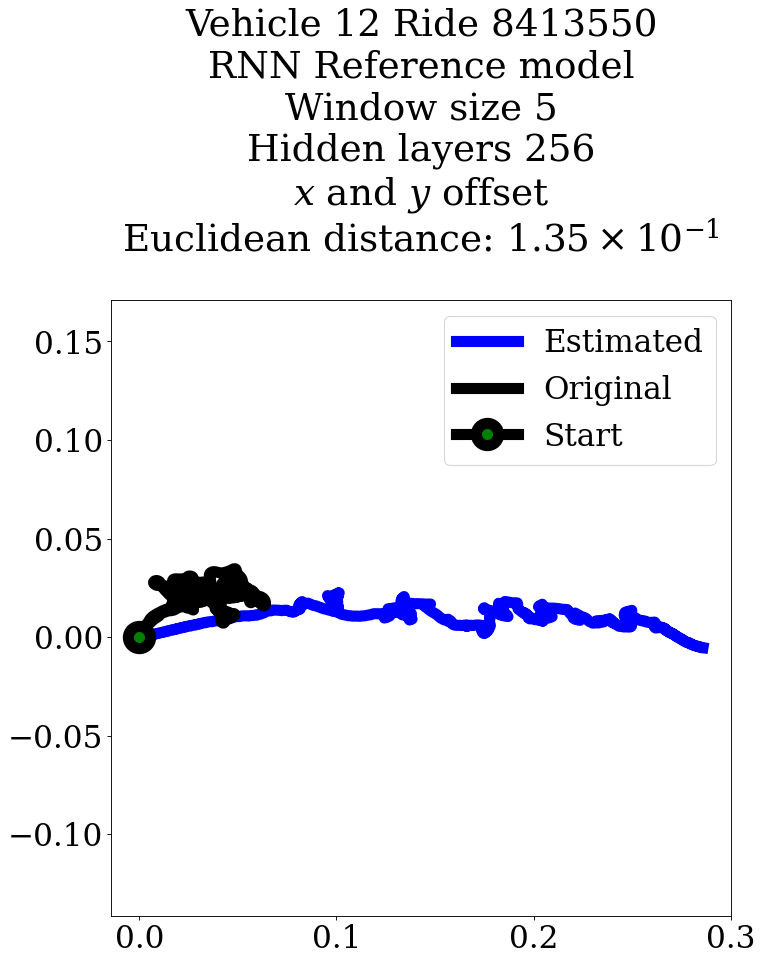 Vehicle 12 Ride 8413550
RNN Reference model
Window size 5
Hidden layers 256
x and y offset
Euclidean distance: 1.35 × 10⁻¹
Estimated
Original
Start
0.15
0.10
0.05
0.00
−0.05
−0.10
0.0 0.1 0.2 0.3